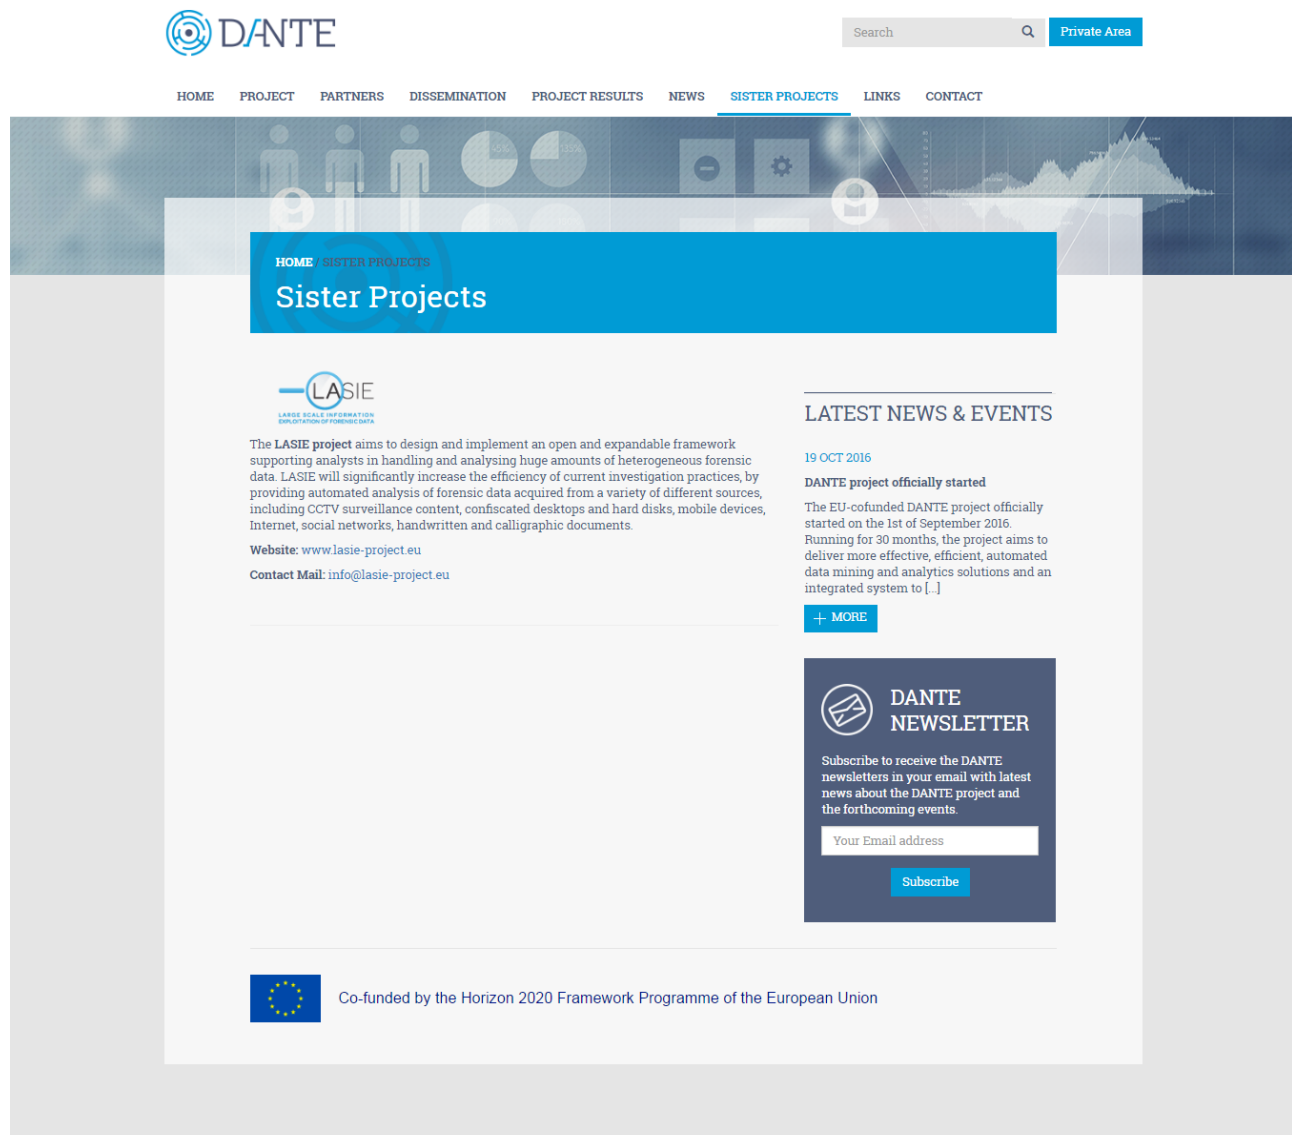 DANTE
Search
Private Area
HOME PROJECT PARTNERS DISSEMINATION PROJECT RESULTS NEWS SISTER PROJECTS LINKS CONTACT
45%
HOME / SISTER PROJECTS
Sister Projects
LASIE
LARGE SCALE INFORMATION
EXPLOITATION OF FORENSIC DATA
The LASIE project aims to design and implement an open and expandable framework
supporting analysts in handling and analysing huge amounts of heterogeneous forensic
data. LASIE will significantly increase the efficiency of current investigation practices, by
providing automated analysis of forensic data acquired from a variety of different sources,
including CCTV surveillance content, confiscated desktops and hard disks, mobile devices,
Internet, social networks, handwritten and calligraphic documents.
Website: www.lasie-project.eu
Contact Mail: info@lasie-project.eu
LATEST NEWS & EVENTS
19 OCT 2016
DANTE project officially started
The EU-cofunded DANTE project officially
started on the 1st of September 2016.
Running for 30 months, the project aims to
deliver more effective, efficient, automated
data mining and analytics solutions and an
integrated system to [...]
+ MORE
DANTE
NEWSLETTER
Subscribe to receive the DANTE
newsletters in your email with latest
news about the DANTE project and
the forthcoming events.
Your Email address
Subscribe
Co-funded by the Horizon 2020 Framework Programme of the European Union